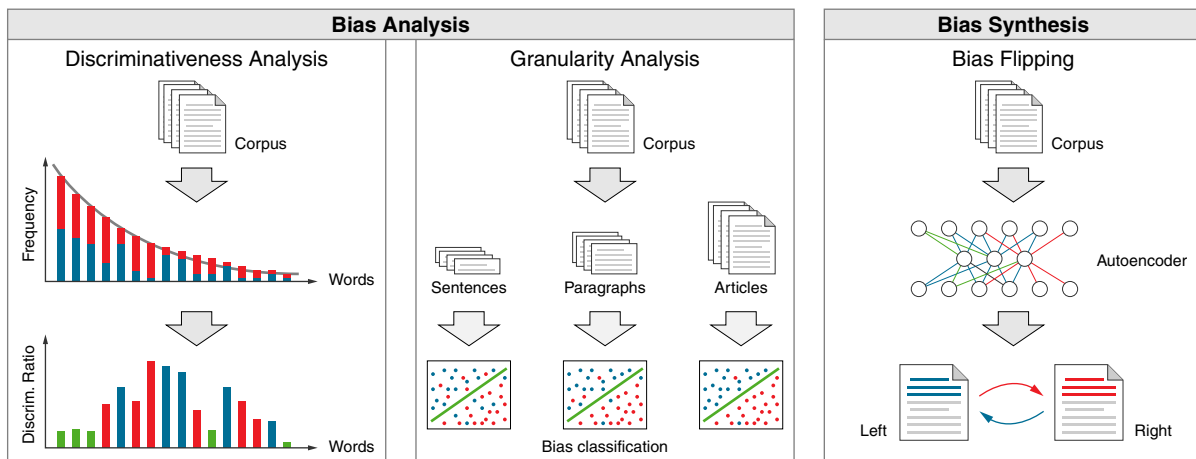 Bias Analysis
Discriminativeness Analysis
Corpus
Frequency
Words
Discrim. Ratio
Words
Granularity Analysis
Corpus
Sentences
Paragraphs
Articles
Bias classification
Bias Synthesis
Bias Flipping
Corpus
Autoencoder
Left
Right